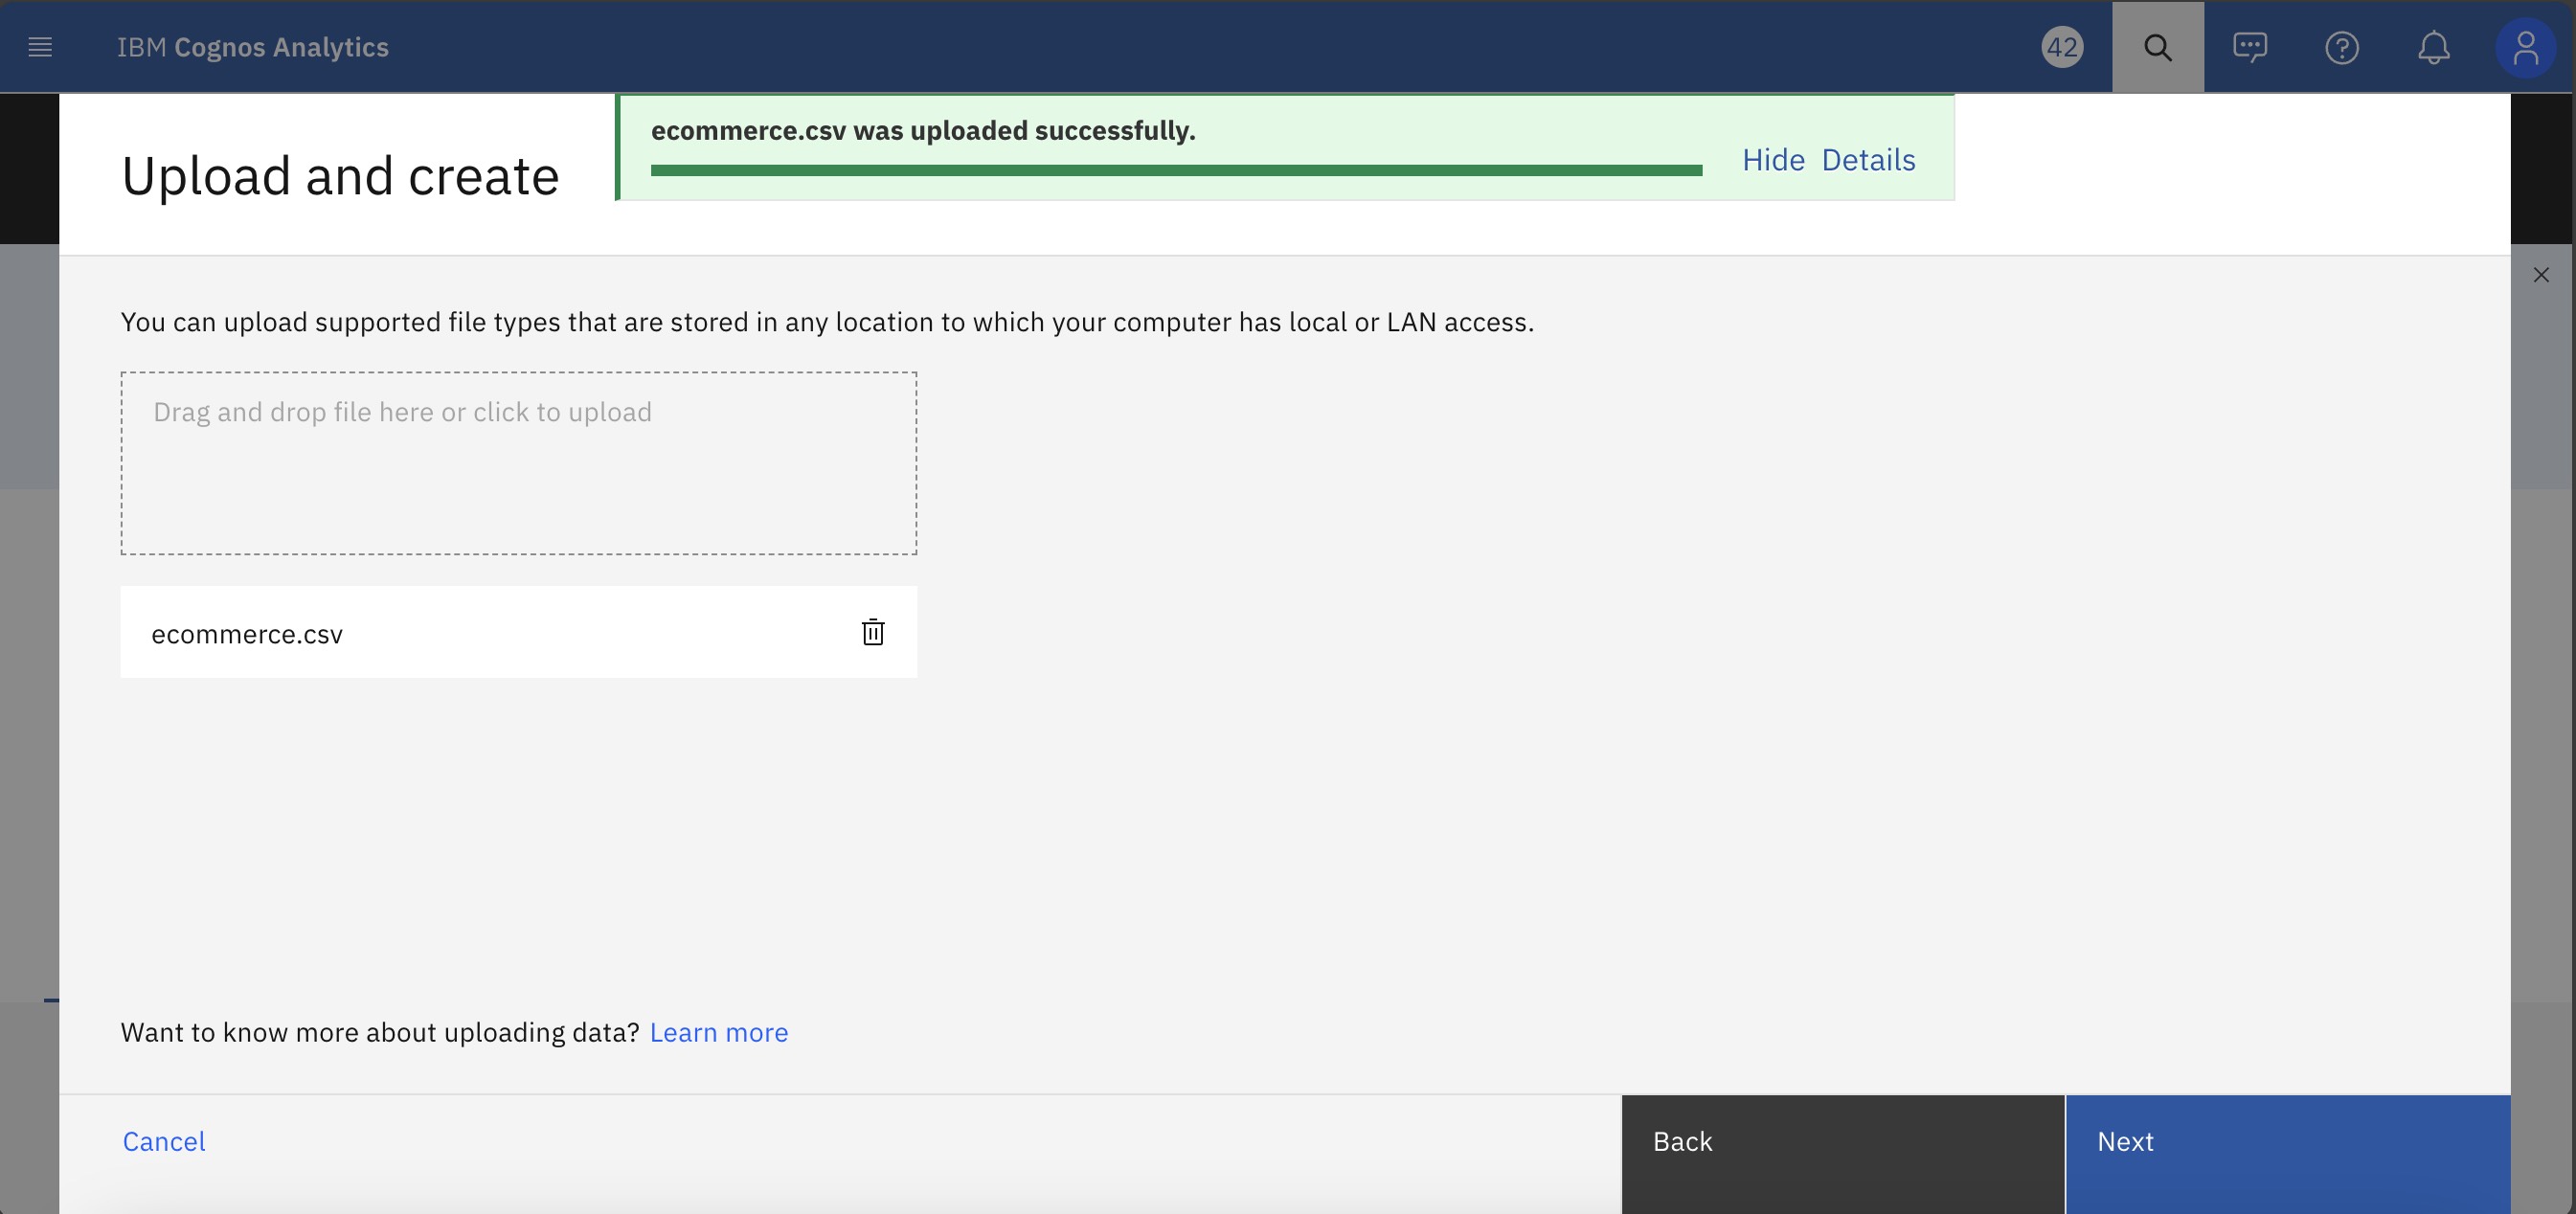 IBM Cognos Analytics
42
ecommerce.csv was uploaded successfully.
Hide Details
Upload and create
You can upload supported file types that are stored in any location to which your computer has local or LAN access.
Drag and drop file here or click to upload
ecommerce.csv
Want to know more about uploading data? Learn more
Cancel
Back
Next